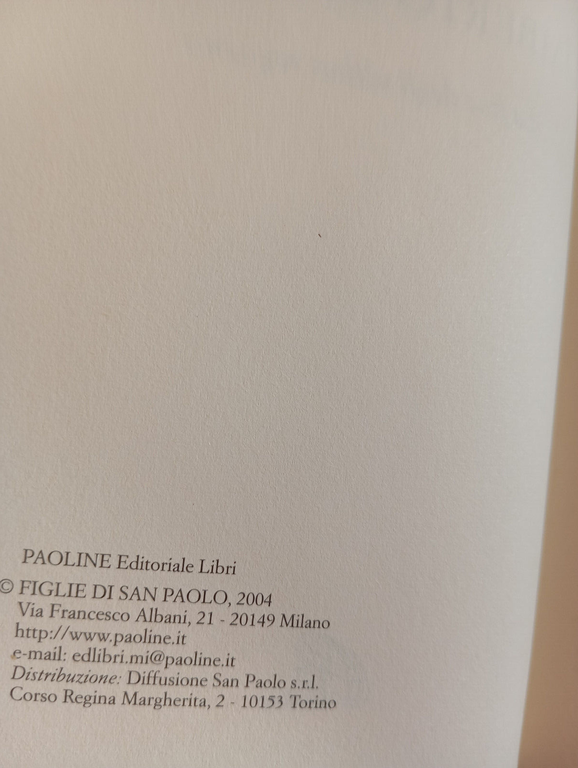 PAOLINE Editoriale Libri
© FIGLIE DI SAN PAOLO, 2004
Via Francesco Albani, 21 - 20149 Milano
http://www.paoline.it
e-mail: edlibri.mi@paoline.it
Distribuzione: Diffusione San Paolo s.r.l.
Corso Regina Margherita, 2 - 10153 Torino